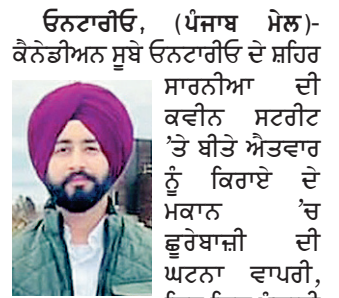 ਓਨਟਾਰੀਓ, (ਪੰਜਾਬ ਮੇਲ)-
ਕੈਨੇਡੀਅਨ ਸੂਬੇ ਓਨਟਾਰੀਓ ਦੇ ਸ਼ਹਿਰ
ਸਾਰਨੀਆ ਦੀ
ਕਵੀਨ ਸਟਰੀਟ
'ਤੇ ਬੀਤੇ ਐਤਵਾਰ
ਨੂੰ ਕਿਰਾਏ ਦੇ
ਮਕਾਨ 'ਚ
ਛੂਰੇਬਾਜ਼ੀ ਦੀ
ਘਟਨਾ ਵਾਪਰੀ,